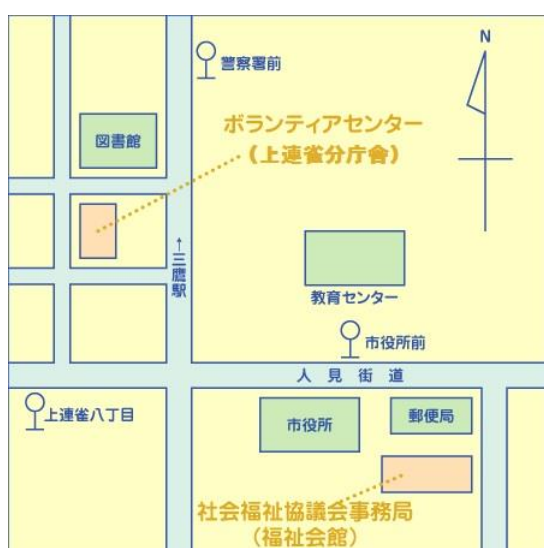 N
警察署前
図書館
ボランティアセンター
(上連雀分庁舎)
↑三鷹駅
教育センター
市役所前
人見街道
上連雀八丁目
市役所
郵便局
社会福祉協議会事務局
(福祉会館)